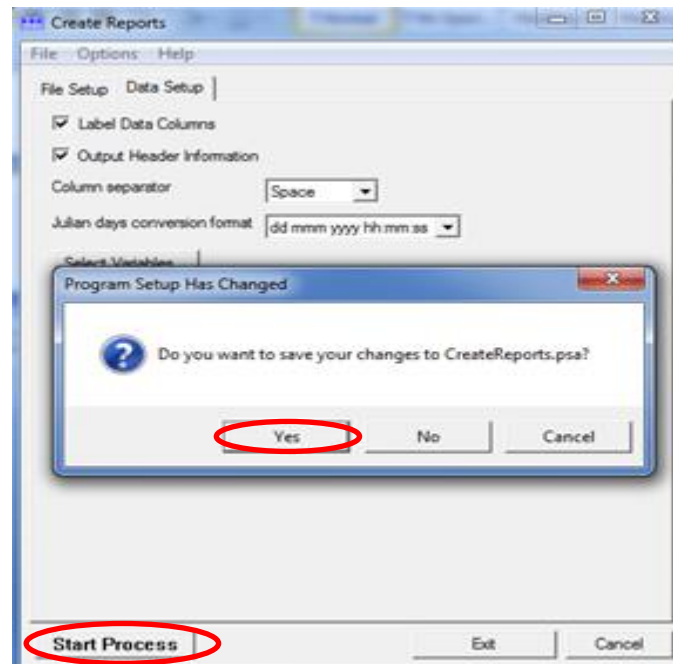 Create Reports
File Options Help
File Setup Data Setup
Label Data Columns
Output Header Information
Column separator Space
Julian days conversion format dd mmm yyyy hh:mm:ss
Select Variables
Program Setup Has Changed
Do you want to save your changes to CreateReports.psa?
Yes No Cancel
Start Process Exit Cancel